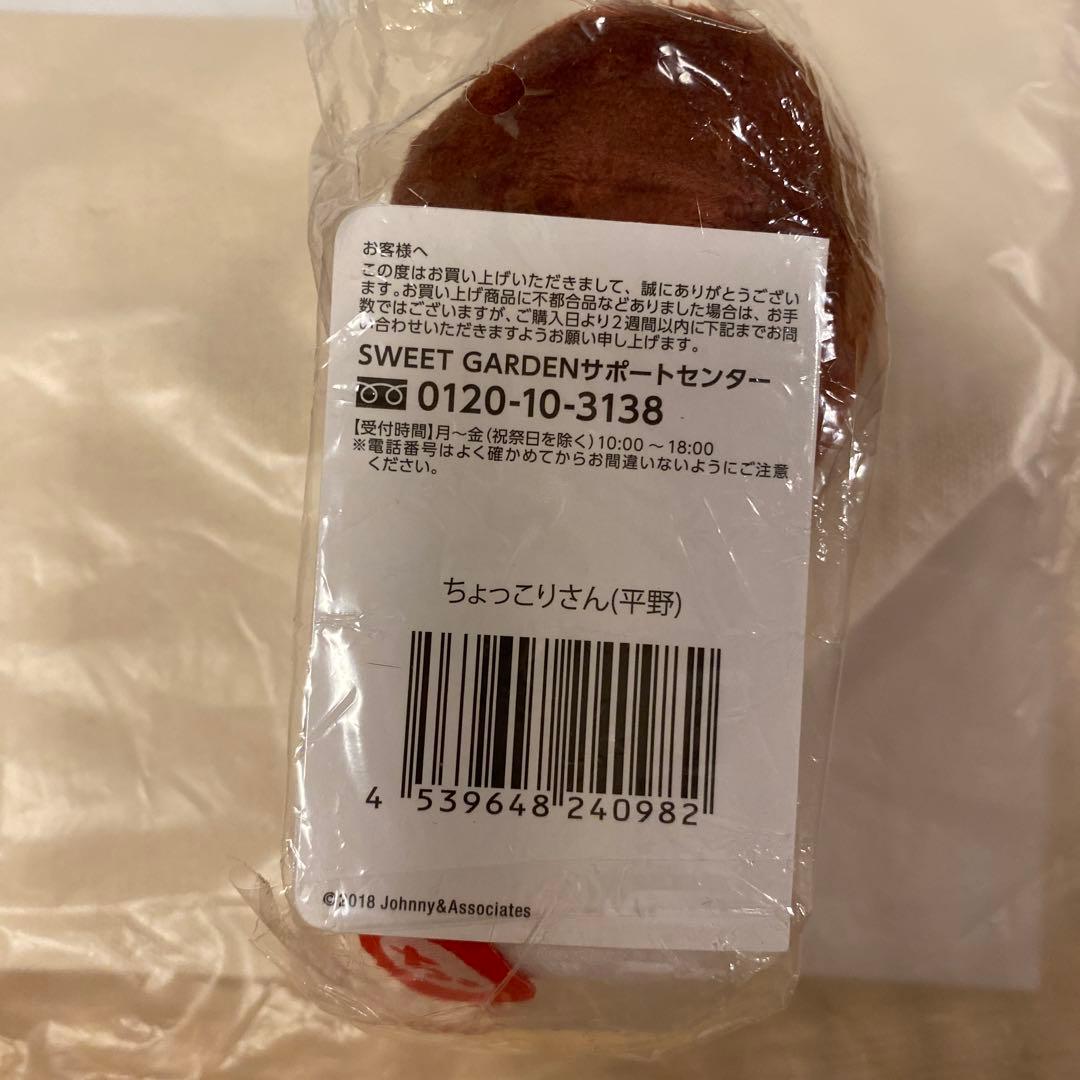 お客様へ
この度はお買い上げいただきまして、誠にありがとうござい
ます。お買い上げ商品に不都合品などありました場合は、お手
数ではございますが、ご購入日より2週間以内に下記までお問
い合わせいただきますようお願い申し上げます。
SWEET GARDENサポートセンター
0120-10-3138
【受付時間】月～金(祝祭日を除く)10:00～18:00
※電話番号はよく確かめてからお間違いないようにご注意
ください。
ちょっこりさん(平野)
4 539648 240982
©2018 Johnny&Associates